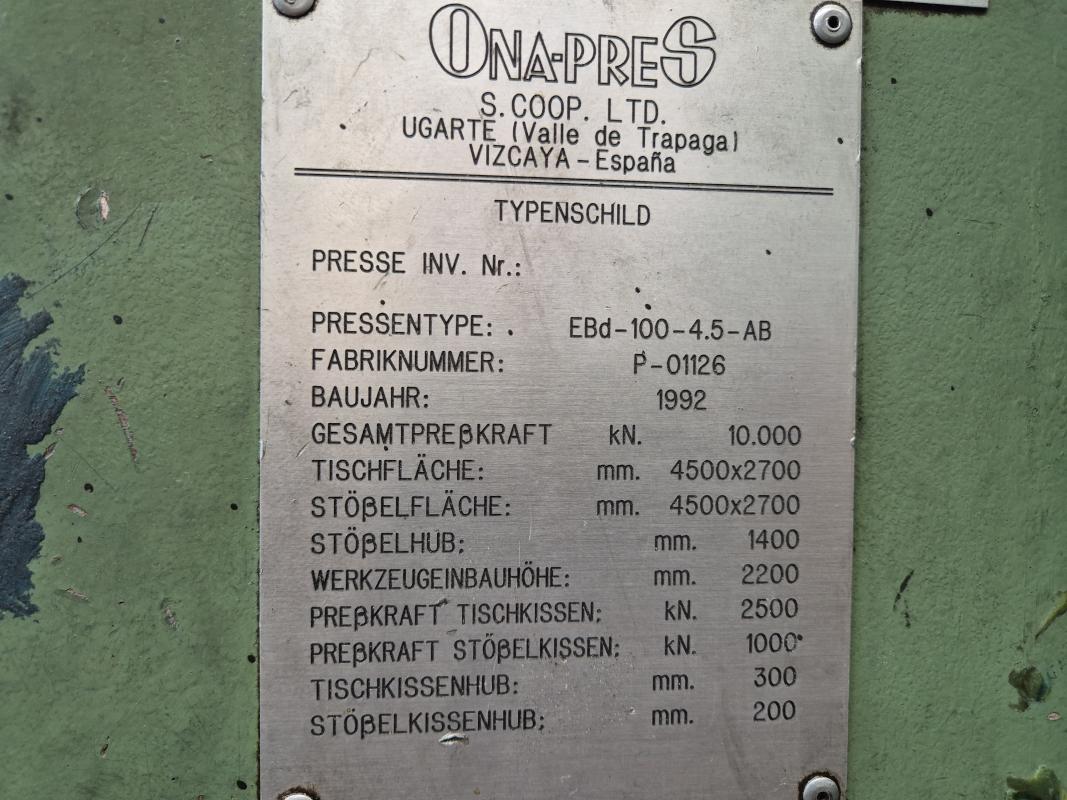 ONA-PRES
S. COOP. LTD.
UGARTE (Valle de Trapaga)
VIZCAYA - España
TYPENSCHILD
PRESSE INV. Nr.:
PRESSENTYPE: . EBd-100-4.5-AB
FABRIKNUMMER: P-01126
BAUJAHR: 1992
GESAMTPREßKRAFT kN. 10.000
TISCHFLÄCHE: mm. 4500x2700
STÖßELFLÄCHE: mm. 4500x2700
STÖßELHUB: mm. 1400
WERKZEUGEINBAUHÖHE: mm. 2200
PREßKRAFT TISCHKISSEN: kN. 2500
PREßKRAFT STÖßELKISSEN: kN. 1000
TISCHKISSENHUB: mm. 300
STÖßELKISSENHUB: mm. 200